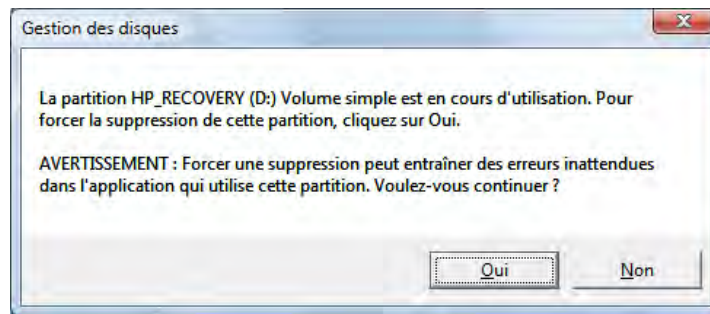 Gestion des disques
La partition HP_RECOVERY (D:) Volume simple est en cours d'utilisation. Pour
forcer la suppression de cette partition, cliquez sur Oui.
AVERTISSEMENT : Forcer une suppression peut entraîner des erreurs inattendues
dans l'application qui utilise cette partition. Voulez-vous continuer ?
Oui Non